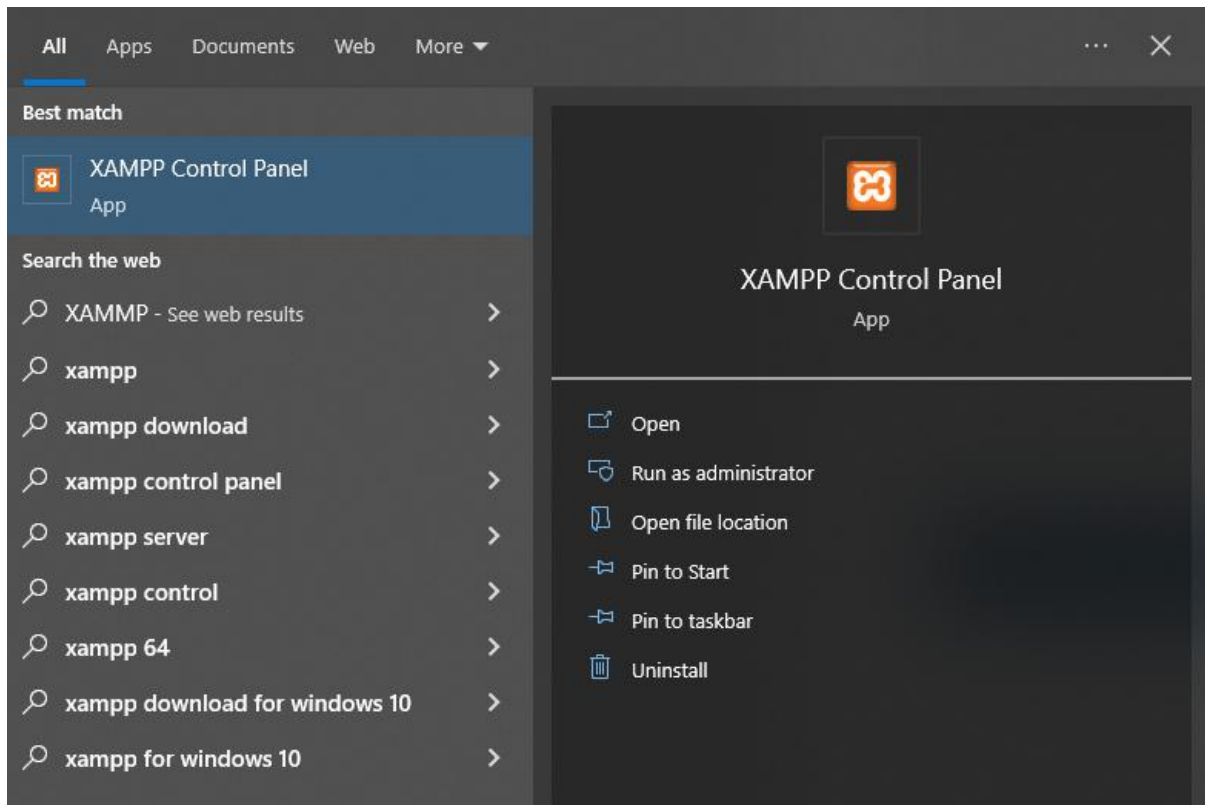 All Apps Documents Web More
Best match
XAMPP Control Panel
App
Search the web
XAMMP - See web results
xampp
xampp download
xampp control panel
xampp server
xampp control
xampp 64
xampp download for windows 10
xampp for windows 10
XAMPP Control Panel
App
Open
Run as administrator
Open file location
Pin to Start
Pin to taskbar
Uninstall